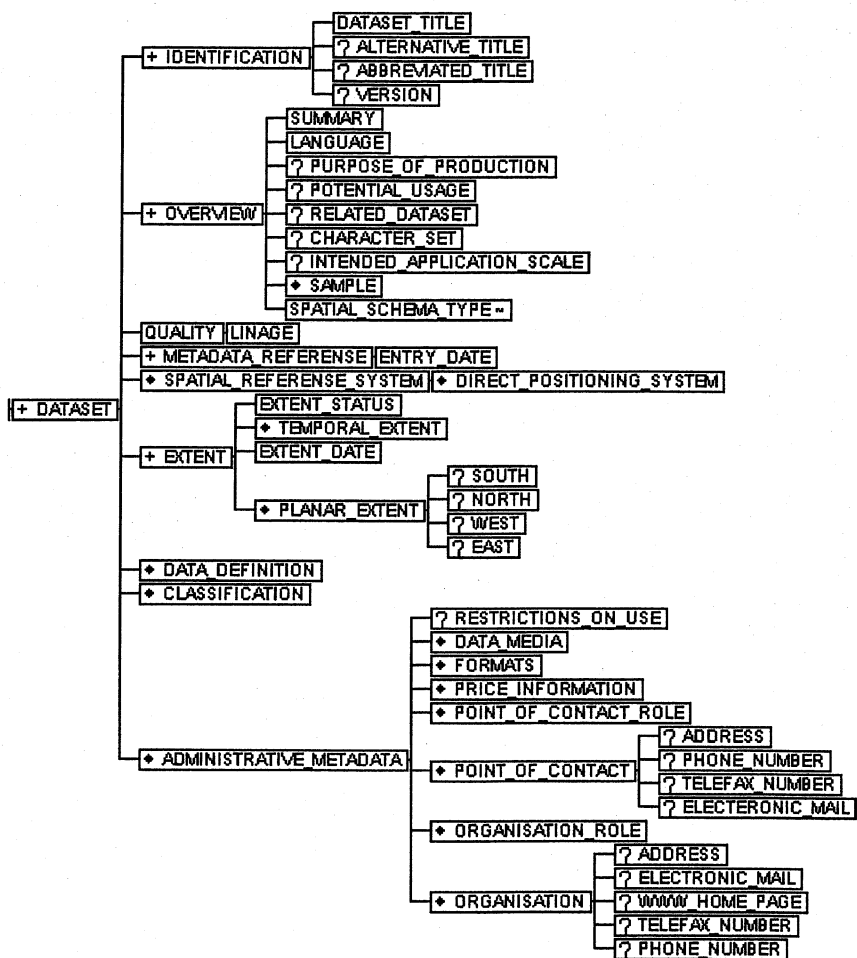 DATASET_TITLE
+ IDENTIFICATION
? ALTERNATIVE_TITLE
? ABBREVIATED_TITLE
? VERSION
SUMMARY
LANGUAGE
? PURPOSE_OF_PRODUCTION
? POTENTIAL_USAGE
+ OVERVIEW
? RELATED_DATASET
? CHARACTER_SET
? INTENDED_APPLICATION_SCALE
◆ SAMPLE
SPATIAL_SCHEMA_TYPE ~
QUALITY LINAGE
+ METADATA_REFERENSE ENTRY_DATE
◆ SPATIAL_REFERENSE_SYSTEM ◆ DIRECT_POSITIONING_SYSTEM
+ DATASET
EXTENT_STATUS
◆ TEMPORAL_EXTENT
+ EXTENT
EXTENT_DATE
◆ PLANAR_EXTENT
? SOUTH
? NORTH
? WEST
? EAST
◆ DATA_DEFINITION
◆ CLASSIFICATION
? RESTRICTIONS_ON_USE
◆ DATA_MEDIA
◆ FORMATS
◆ PRICE_INFORMATION
◆ POINT_OF_CONTACT_ROLE
◆ ADMINISTRATIVE_METADATA
◆ POINT_OF_CONTACT
? ADDRESS
? PHONE_NUMBER
? TELEFAX_NUMBER
? ELECTERONIC_MAIL
◆ ORGANISATION_ROLE
◆ ORGANISATION
? ADDRESS
? ELECTRONIC_MAIL
? WWW_HOME_PAGE
? TELEFAX_NUMBER
? PHONE_NUMBER